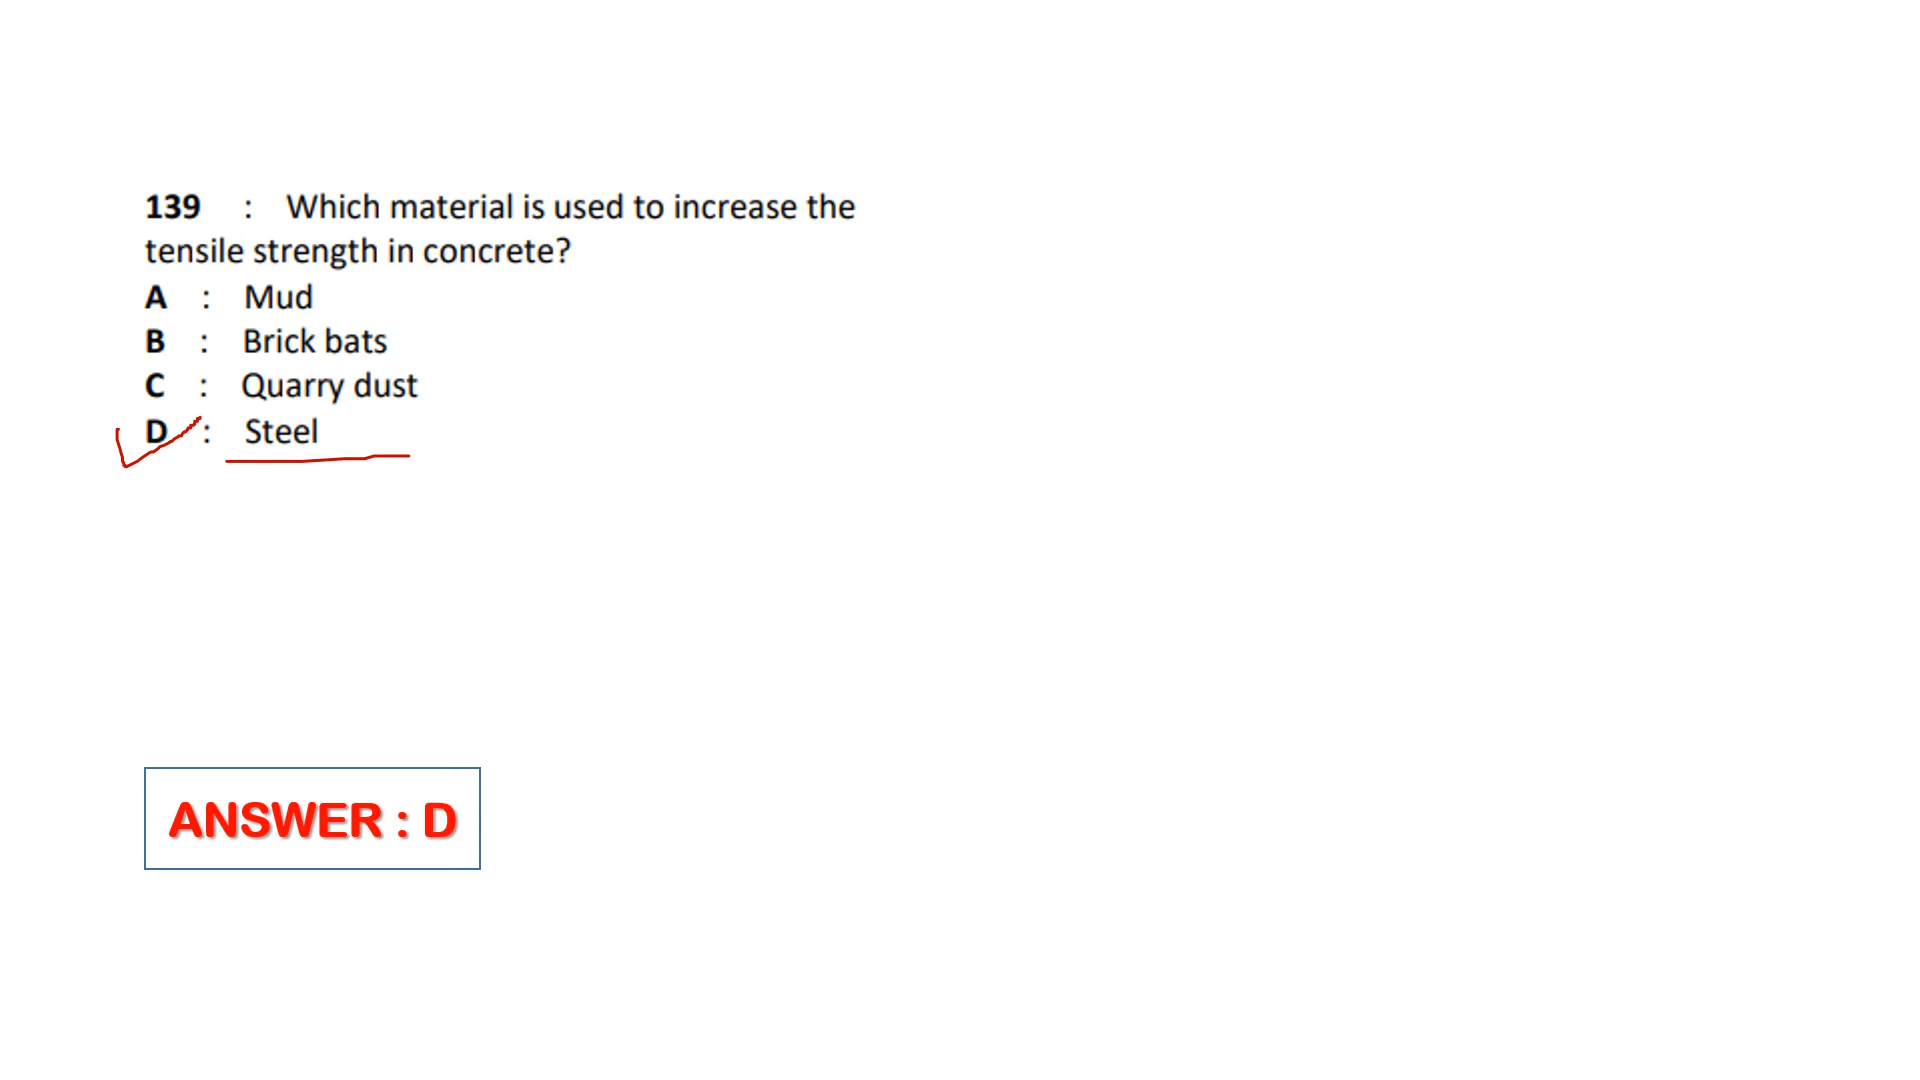 139 : Which material is used to increase the
tensile strength in concrete?
A : Mud
B : Brick bats
C : Quarry dust
D : Steel
ANSWER : D